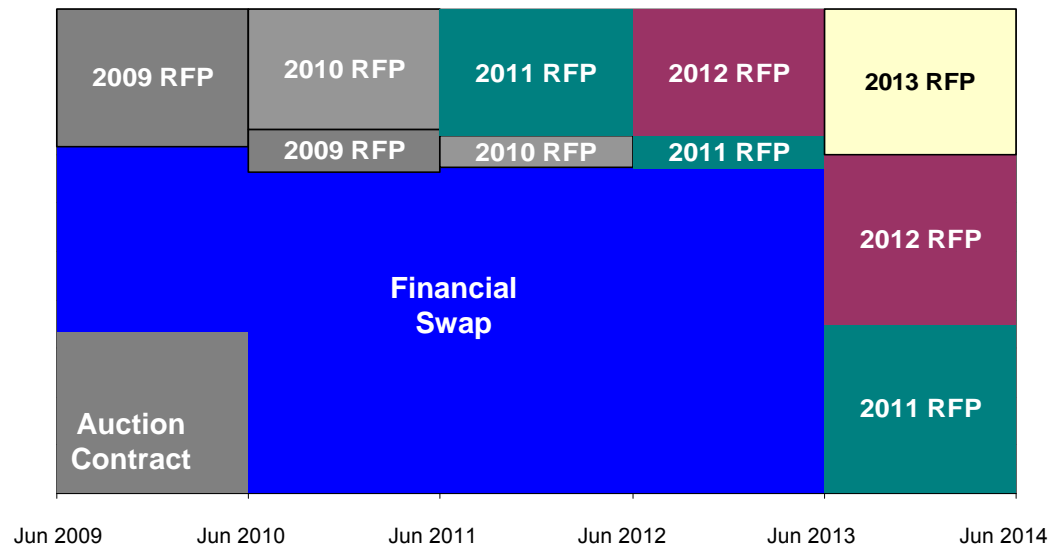 2009 RFP
2010 RFP
2011 RFP
2012 RFP
2013 RFP
2009 RFP
2010 RFP
2011 RFP
2012 RFP
Financial
Swap
2011 RFP
Auction
Contract
Jun 2009
Jun 2010
Jun 2011
Jun 2012
Jun 2013
Jun 2014